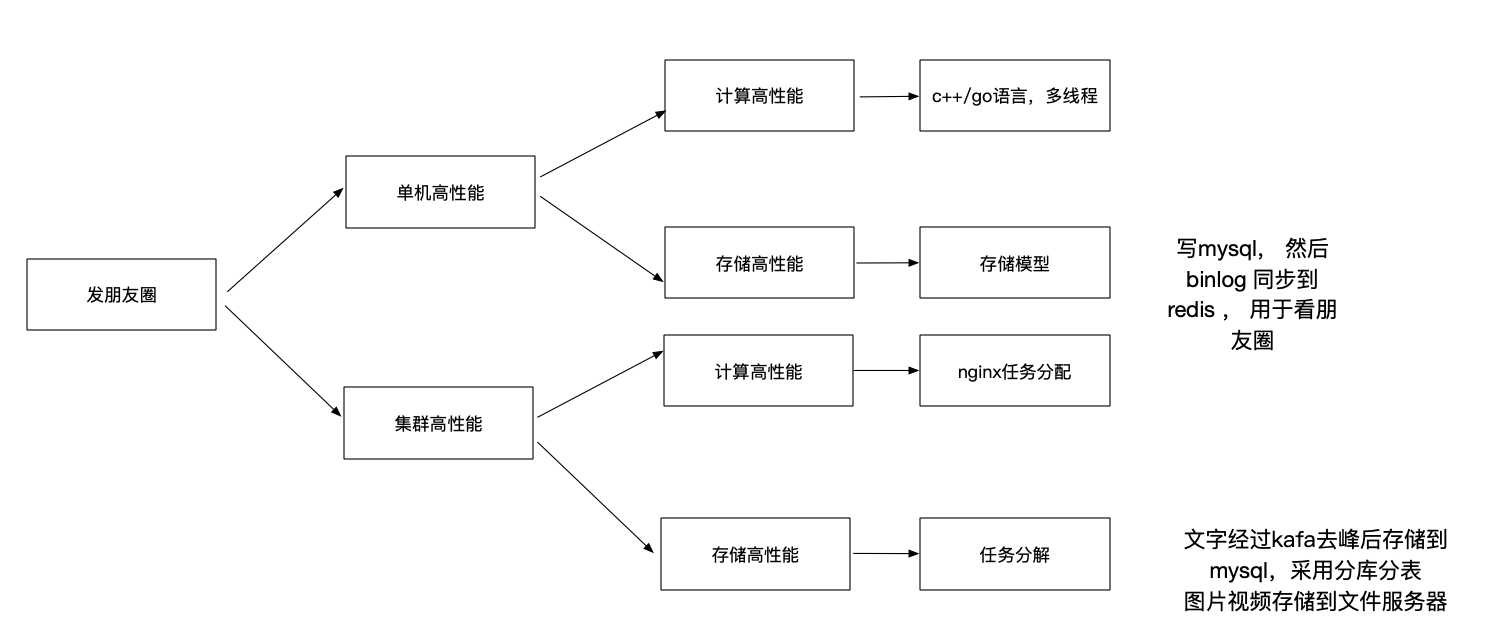 计算高性能
c++/go语言，多线程
单机高性能
存储高性能
存储模型
写mysql， 然后
binlog 同步到
redis ， 用于看朋
友圈
发朋友圈
计算高性能
nginx任务分配
集群高性能
存储高性能
任务分解
文字经过kafa去峰后存储到
mysql，采用分库分表
图片视频存储到文件服务器